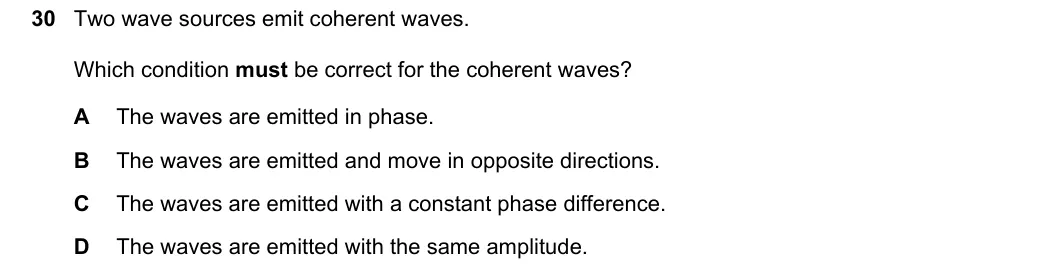 30 Two wave sources emit coherent waves.
Which condition must be correct for the coherent waves?
A The waves are emitted in phase.
B The waves are emitted and move in opposite directions.
C The waves are emitted with a constant phase difference.
D The waves are emitted with the same amplitude.